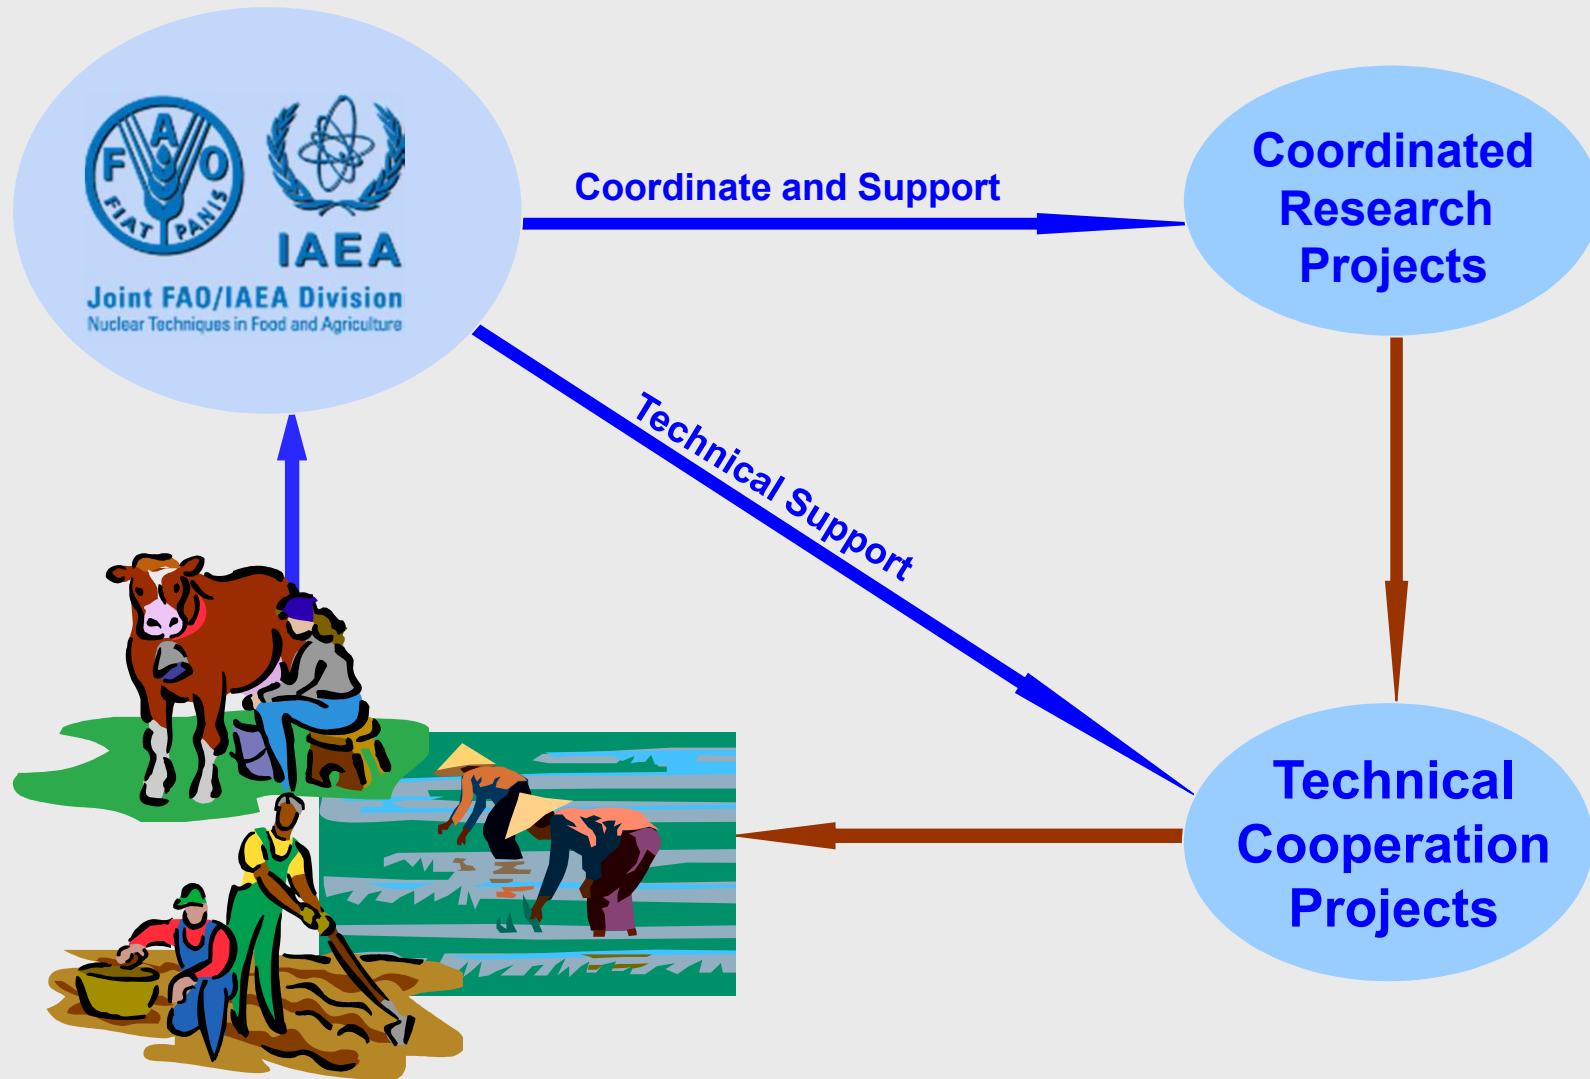 FAO
FIAT PANIS
IAEA
Joint FAO/IAEA Division
Nuclear Techniques in Food and Agriculture
Coordinate and Support
Coordinated
Research
Projects
Technical Support
Technical
Cooperation
Projects